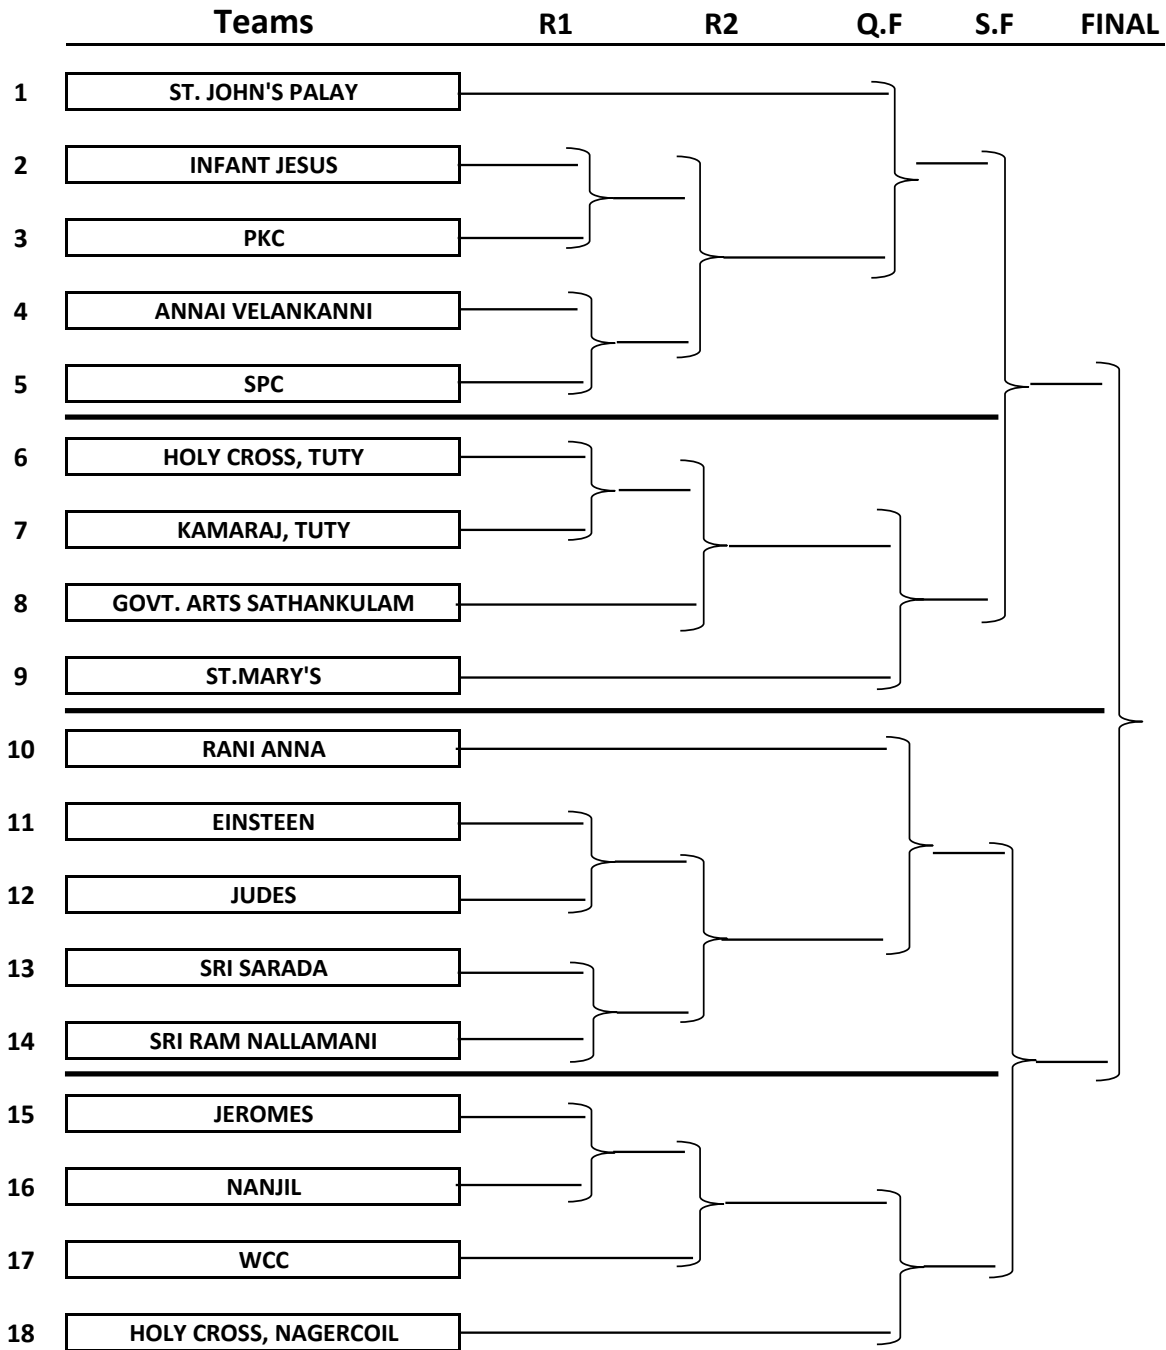 Teams R1 R2 Q.F S.F FINAL
1 ST. JOHN'S PALAY
2 INFANT JESUS
3 PKC
4 ANNAI VELANKANNI
5 SPC
6 HOLY CROSS, TUTY
7 KAMARAJ, TUTY
8 GOVT. ARTS SATHANKULAM
9 ST.MARY'S
10 RANI ANNA
11 EINSTEEN
12 JUDES
13 SRI SARADA
14 SRI RAM NALLAMANI
15 JEROMES
16 NANJIL
17 WCC
18 HOLY CROSS, NAGERCOIL